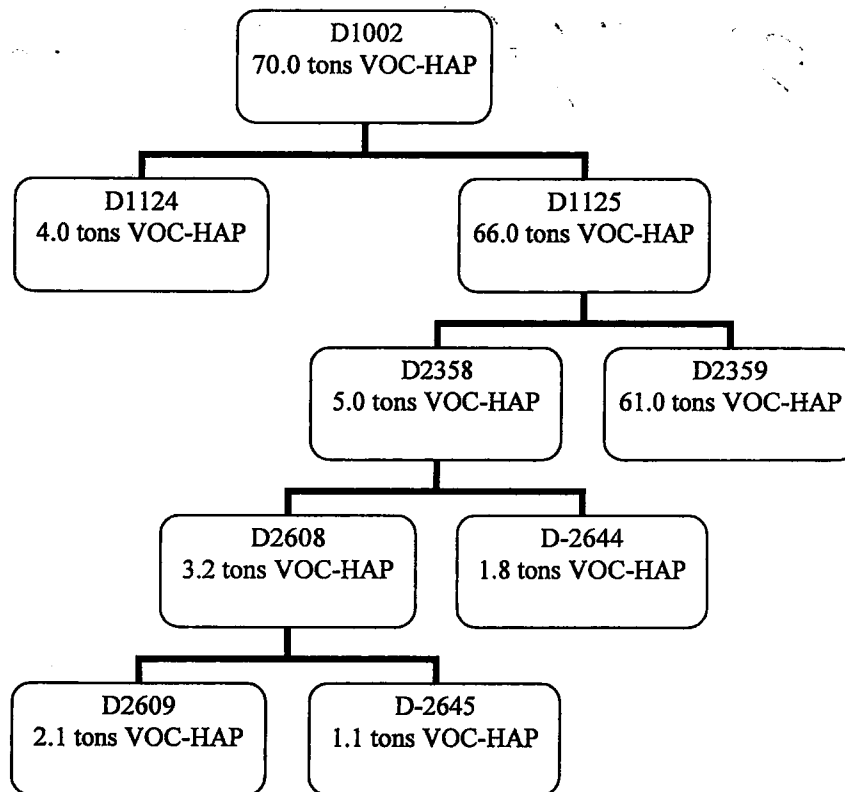 D1002
70.0 tons VOC-HAP
D1124
4.0 tons VOC-HAP
D1125
66.0 tons VOC-HAP
D2358
5.0 tons VOC-HAP
D2359
61.0 tons VOC-HAP
D2608
3.2 tons VOC-HAP
D-2644
1.8 tons VOC-HAP
D2609
2.1 tons VOC-HAP
D-2645
1.1 tons VOC-HAP